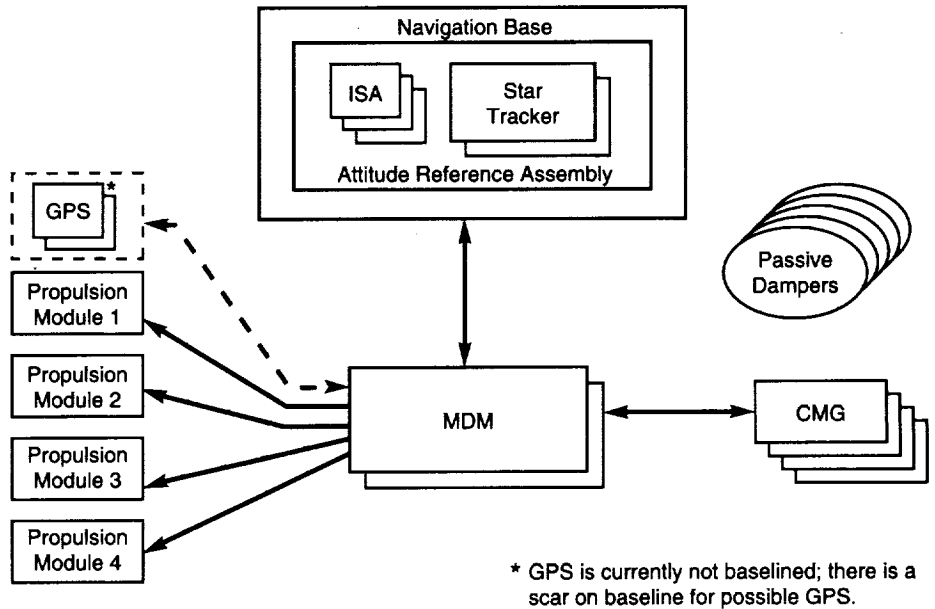 Navigation Base
ISA
Star
Tracker
Attitude Reference Assembly
GPS*
Propulsion
Module 1
Propulsion
Module 2
Propulsion
Module 3
Propulsion
Module 4
MDM
Passive
Dampers
CMG
* GPS is currently not baselined; there is a
scar on baseline for possible GPS.